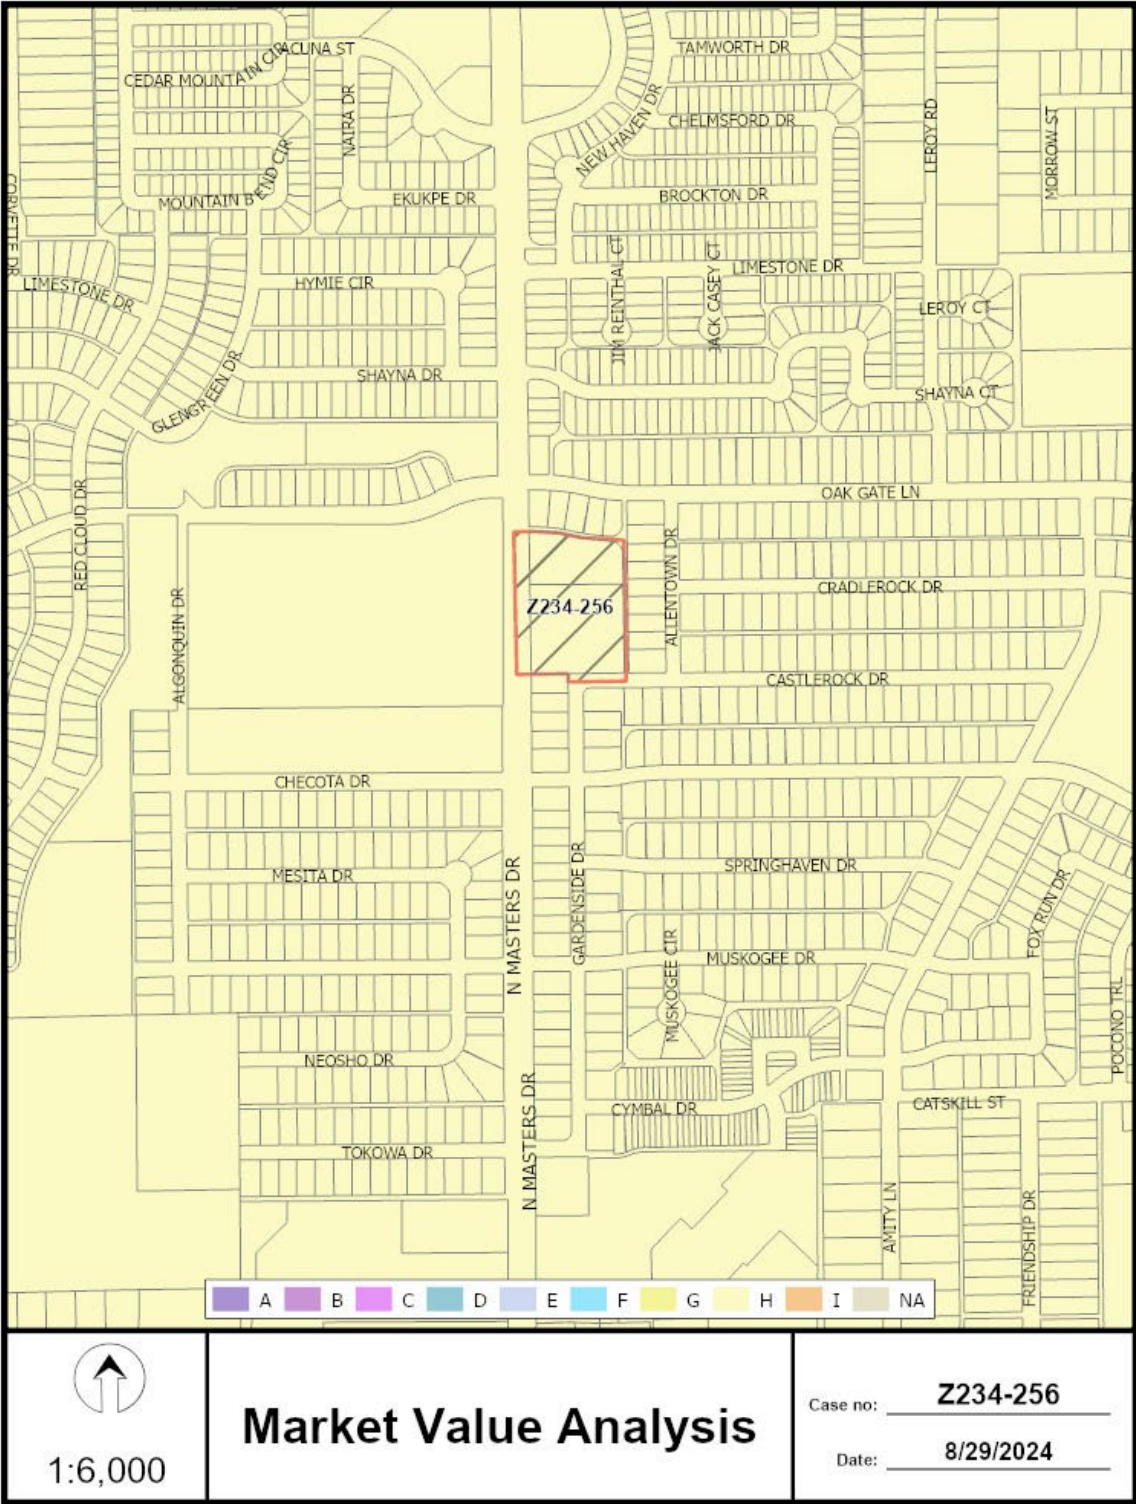 LACUNA ST
TAMWORTH DR
CEDAR MOUNTAIN CIR
NAIRA DR
CHELMSFORD DR
NEW HAVEN DR
LEROY RD
MORROW ST
MOUNTAIN BEND CIR
EKUKPE DR
BROCKTON DR
CORVETTE DR
LIMESTONE DR
HYMIE CIR
JIM REINTHAL CT
JACK CASEY CT
LIMESTONE DR
LEROY CT
GLENGREEN DR
SHAYNA DR
SHAYNA CT
RED CLOUD DR
OAK GATE LN
ALLENTOWN DR
CRADLEROCK DR
Z234-256
ALGONQUIN DR
CASTLEROCK DR
CHECOTA DR
MESITA DR
N MASTERS DR
GARDENSIDE DR
SPRINGHAVEN DR
FOX RUN DR
MUSKOGEE CIR
MUSKOGEE DR
POCONO TRL
NEOSHO DR
N MASTERS DR
CYMBAL DR
CATSKILL ST
TOKOWA DR
AMITY LN
FRIENDSHIP DR
A B C D E F G H I NA
1:6,000
Market Value Analysis
Case no: Z234-256
Date: 8/29/2024